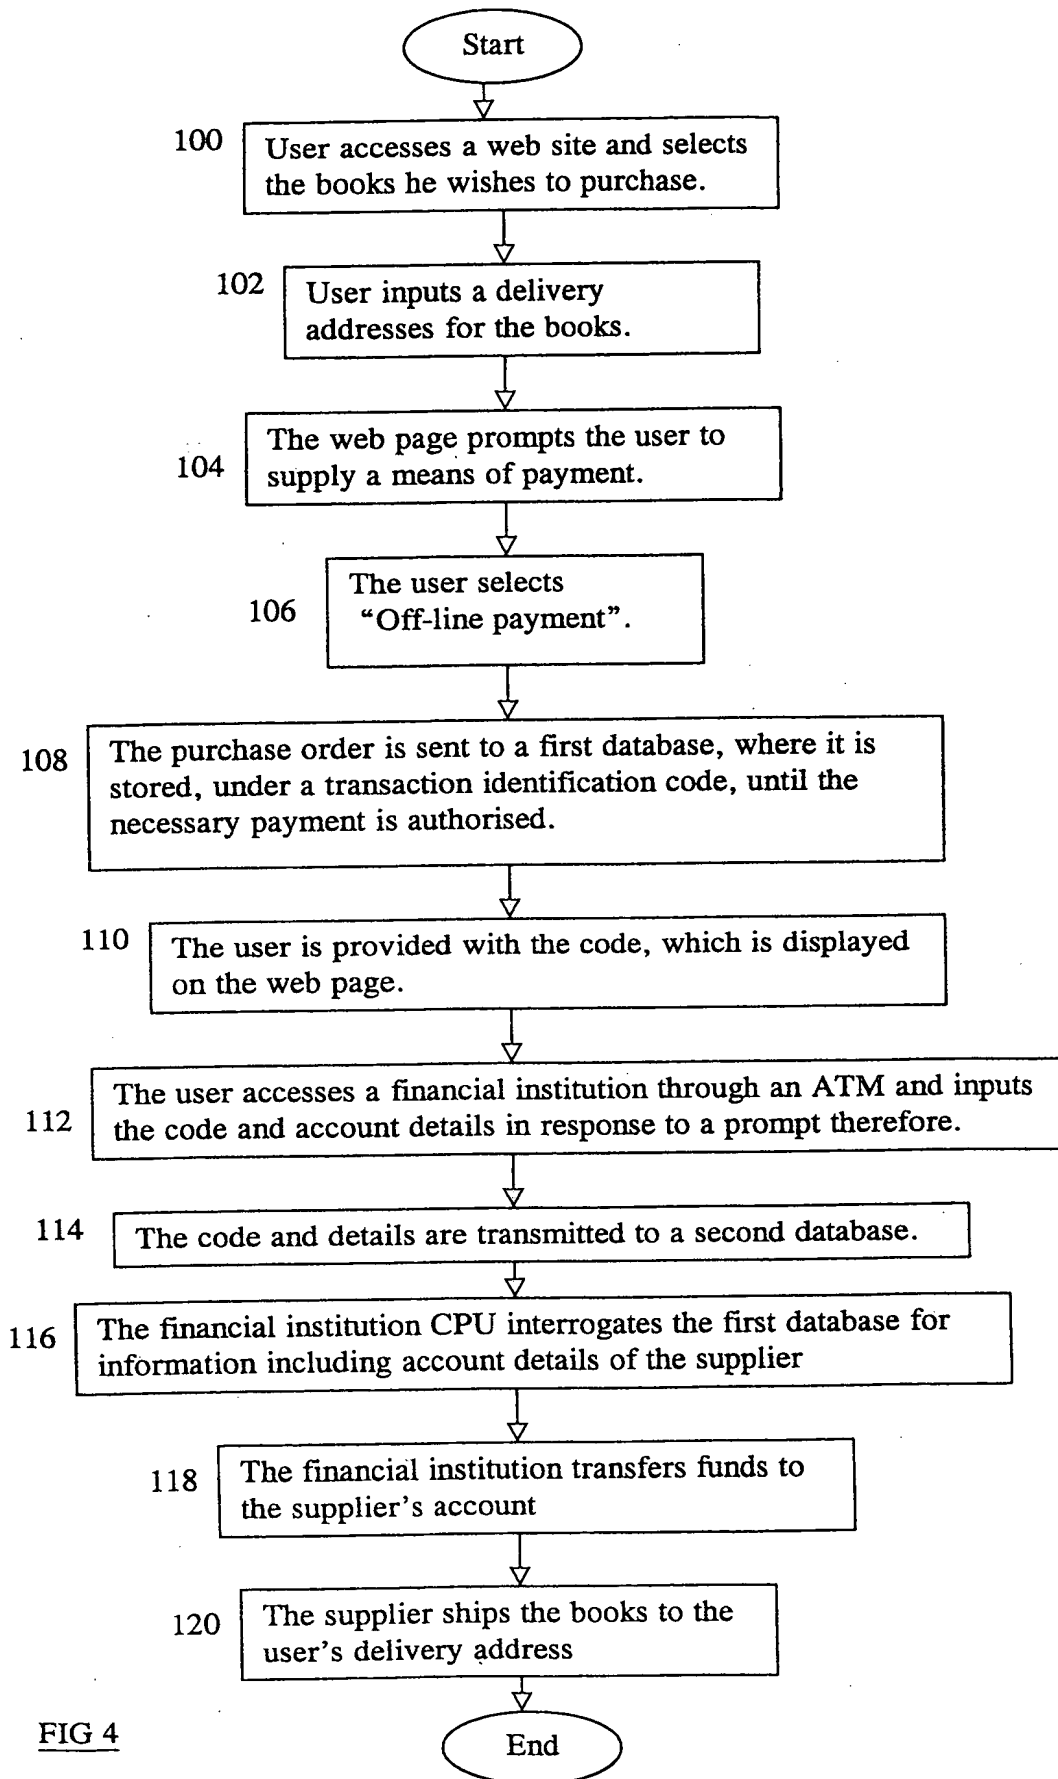 Start
100
User accesses a web site and selects
the books he wishes to purchase.
102
User inputs a delivery
addresses for the books.
104
The web page prompts the user to
supply a means of payment.
106
The user selects
“Off-line payment”.
108
The purchase order is sent to a first database, where it is
stored, under a transaction identification code, until the
necessary payment is authorised.
110
The user is provided with the code, which is displayed
on the web page.
112
The user accesses a financial institution through an ATM and inputs
the code and account details in response to a prompt therefore.
114
The code and details are transmitted to a second database.
116
The financial institution CPU interrogates the first database for
information including account details of the supplier
118
The financial institution transfers funds to
the supplier’s account
120
The supplier ships the books to the
user’s delivery address
FIG 4
End